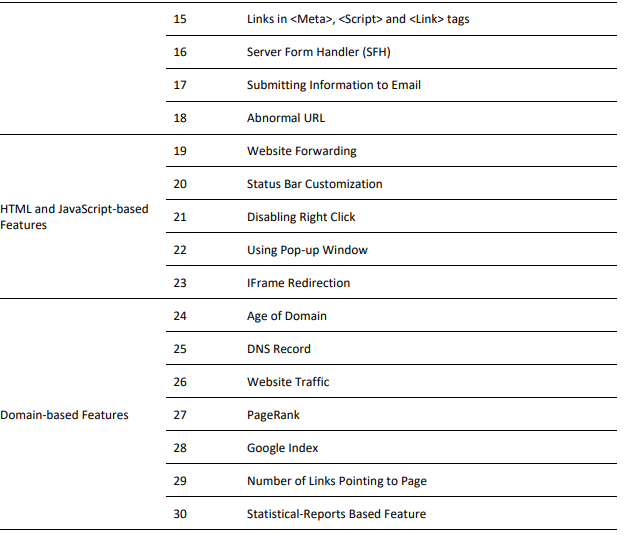 15 Links in <Meta>, <Script> and <Link> tags
16 Server Form Handler (SFH)
17 Submitting Information to Email
18 Abnormal URL
HTML and JavaScript-based
Features
19 Website Forwarding
20 Status Bar Customization
21 Disabling Right Click
22 Using Pop-up Window
23 IFrame Redirection
Domain-based Features
24 Age of Domain
25 DNS Record
26 Website Traffic
27 PageRank
28 Google Index
29 Number of Links Pointing to Page
30 Statistical-Reports Based Feature